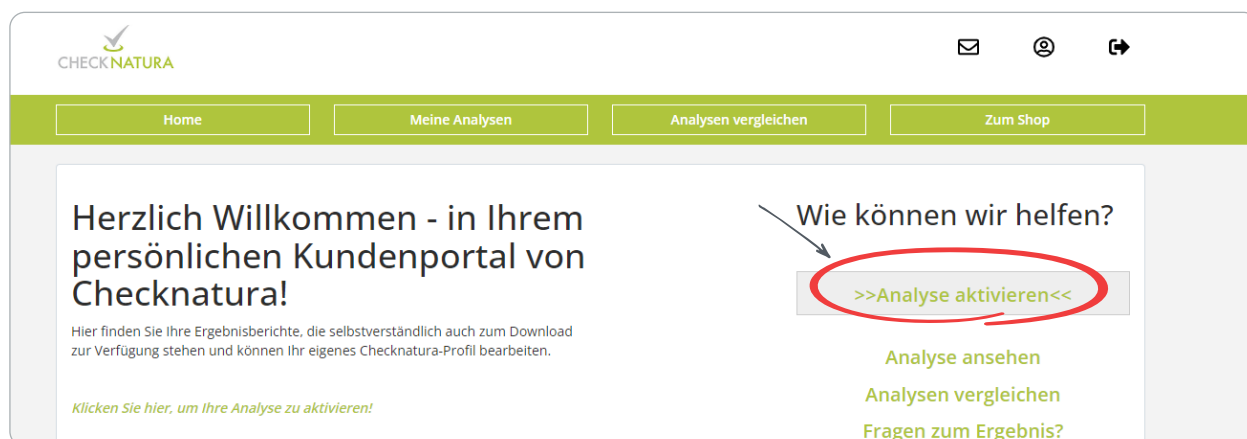 CHECKNATURA
Home
Meine Analysen
Analysen vergleichen
Zum Shop
Herzlich Willkommen - in Ihrem
persönlichen Kundenportal von
Checknatura!
Hier finden Sie Ihre Ergebnisberichte, die selbstverständlich auch zum Download
zur Verfügung stehen und können Ihr eigenes Checknatura-Profil bearbeiten.
Klicken Sie hier, um Ihre Analyse zu aktivieren!
Wie können wir helfen?
>>Analyse aktivieren<<
Analyse ansehen
Analysen vergleichen
Fragen zum Ergebnis?